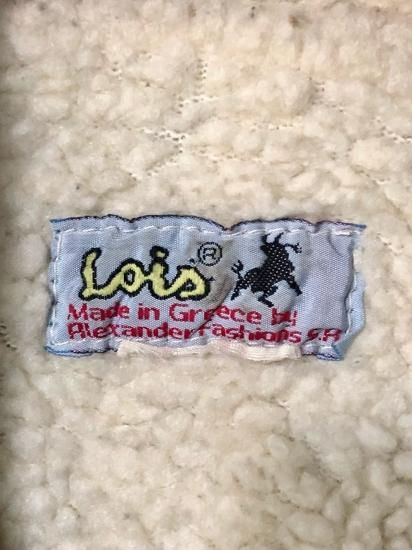 Lois ®
Made in Greece by
Alexander Fashions S.A